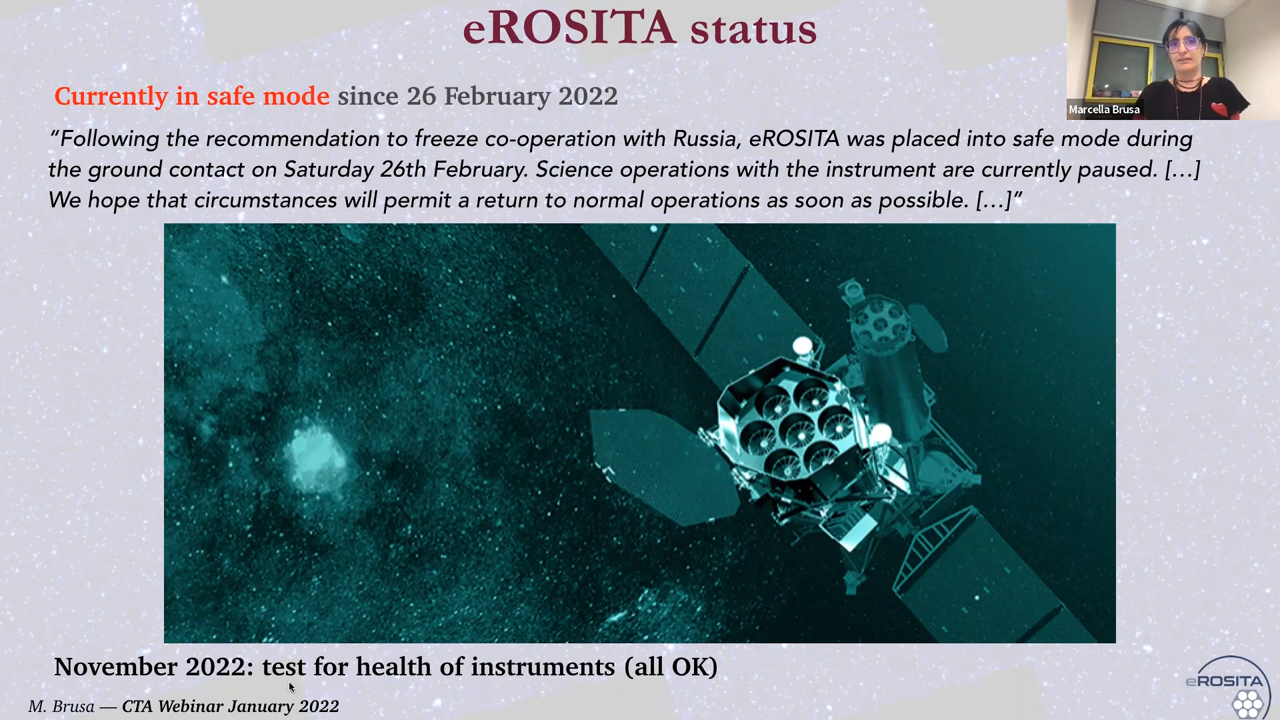 eROSITA status
Marcella Brusa
Currently in safe mode since 26 February 2022
“Following the recommendation to freeze co-operation with Russia, eROSITA was placed into safe mode during
the ground contact on Saturday 26th February. Science operations with the instrument are currently paused. [...]
We hope that circumstances will permit a return to normal operations as soon as possible. [...]”
November 2022: test for health of instruments (all OK)
M. Brusa — CTA Webinar January 2022
eROSITA